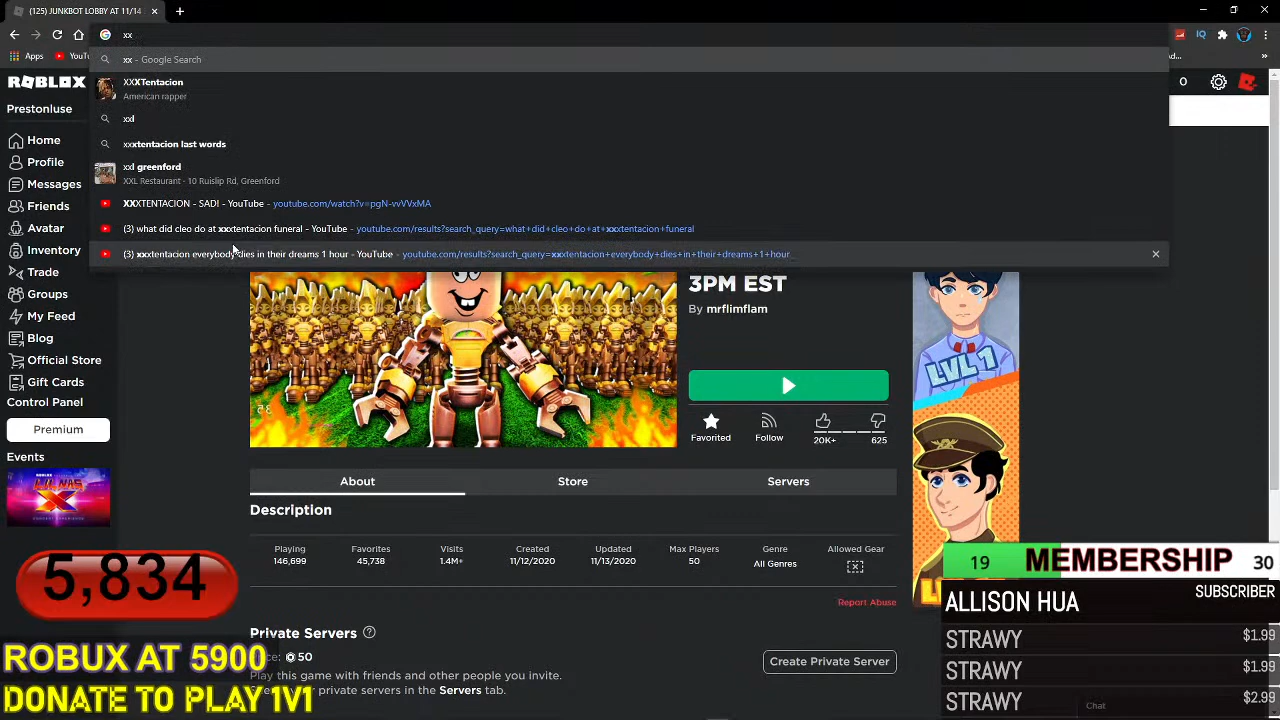 (125) JUNKBOT LOBBY AT 11/14
xx
Apps
xx - Google Search
XXXTentacion
American rapper
xxd
xxxtentacion last words
xxd greenford
XXL Restaurant - 10 Ruislip Rd, Greenford
XXXTENTACION - SAD! - YouTube - youtube.com/watch?v=pgN-vvVVxMA
(3) what did cleo do at xxxtentacion funeral - YouTube - youtube.com/results?search_query=what+did+cleo+do+at+xxxtentacion+funeral
(3) xxxtentacion everybody dies in their dreams 1 hour - YouTube - youtube.com/results?search_query=xxxtentacion+everybody+dies+in+their+dreams+1+hour...
ROBLOX
0
Prestonluse
Home
Profile
Messages
Friends
Avatar
Inventory
Trade
Groups
My Feed
Blog
Official Store
Gift Cards
Control Panel
Premium
Events
ROBLOX
LIL NAS X
3PM EST
By mrflimflam
Favorited
Follow
20K+
625
LVL 1
About
Store
Servers
Description
Playing
146,699
Favorites
45,738
Visits
1.4M+
Created
11/12/2020
Updated
11/13/2020
Max Players
50
Genre
All Genres
Allowed Gear
Report Abuse
Private Servers
50
Create Private Server
Play this game with friends and other people you invite.
private servers in the Servers tab.
5,834
ROBUX AT 5900
DONATE TO PLAY 1V1
19 MEMBERSHIP 30
ALLISON HUA SUBSCRIBER
STRAWY $1.99
STRAWY $1.99
STRAWY $2.99
Chat